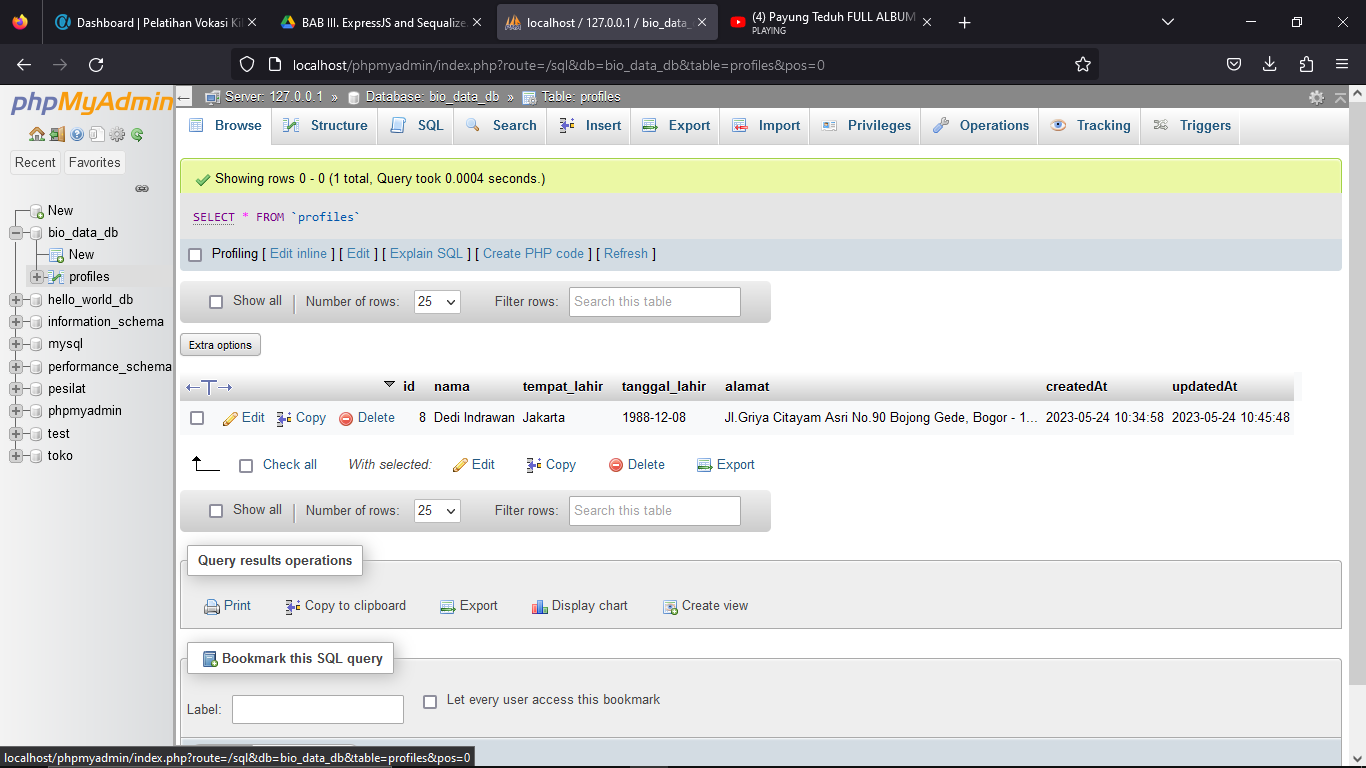 Dashboard | Pelatihan Vokasi Ki
BAB III. ExpressJS and Sequalize.
localhost / 127.0.0.1 / bio_data_
(4) Payung Teduh FULL ALBUM
PLAYING
localhost/phpmyadmin/index.php?route=/sql&db=bio_data_db&table=profiles&pos=0
phpMyAdmin
Recent Favorites
New
bio_data_db
New
profiles
hello_world_db
information_schema
mysql
performance_schema
pesilat
phpmyadmin
test
toko
Server: 127.0.0.1 » Database: bio_data_db » Table: profiles
Browse Structure SQL Search Insert Export Import Privileges Operations Tracking Triggers
Showing rows 0 - 0 (1 total, Query took 0.0004 seconds.)
SELECT * FROM `profiles`
Profiling [ Edit inline ] [ Edit ] [ Explain SQL ] [ Create PHP code ] [ Refresh ]
Show all Number of rows: 25 Filter rows: Search this table
Extra options
←T→ id nama tempat_lahir tanggal_lahir alamat createdAt updatedAt
Edit Copy Delete 8 Dedi Indrawan Jakarta 1988-12-08 Jl.Griya Citayam Asri No.90 Bojong Gede, Bogor - 1... 2023-05-24 10:34:58 2023-05-24 10:45:48
Check all With selected: Edit Copy Delete Export
Show all Number of rows: 25 Filter rows: Search this table
Query results operations
Print Copy to clipboard Export Display chart Create view
Bookmark this SQL query
Label: Let every user access this bookmark
localhost/phpmyadmin/index.php?route=/sql&db=bio_data_db&table=profiles&pos=0